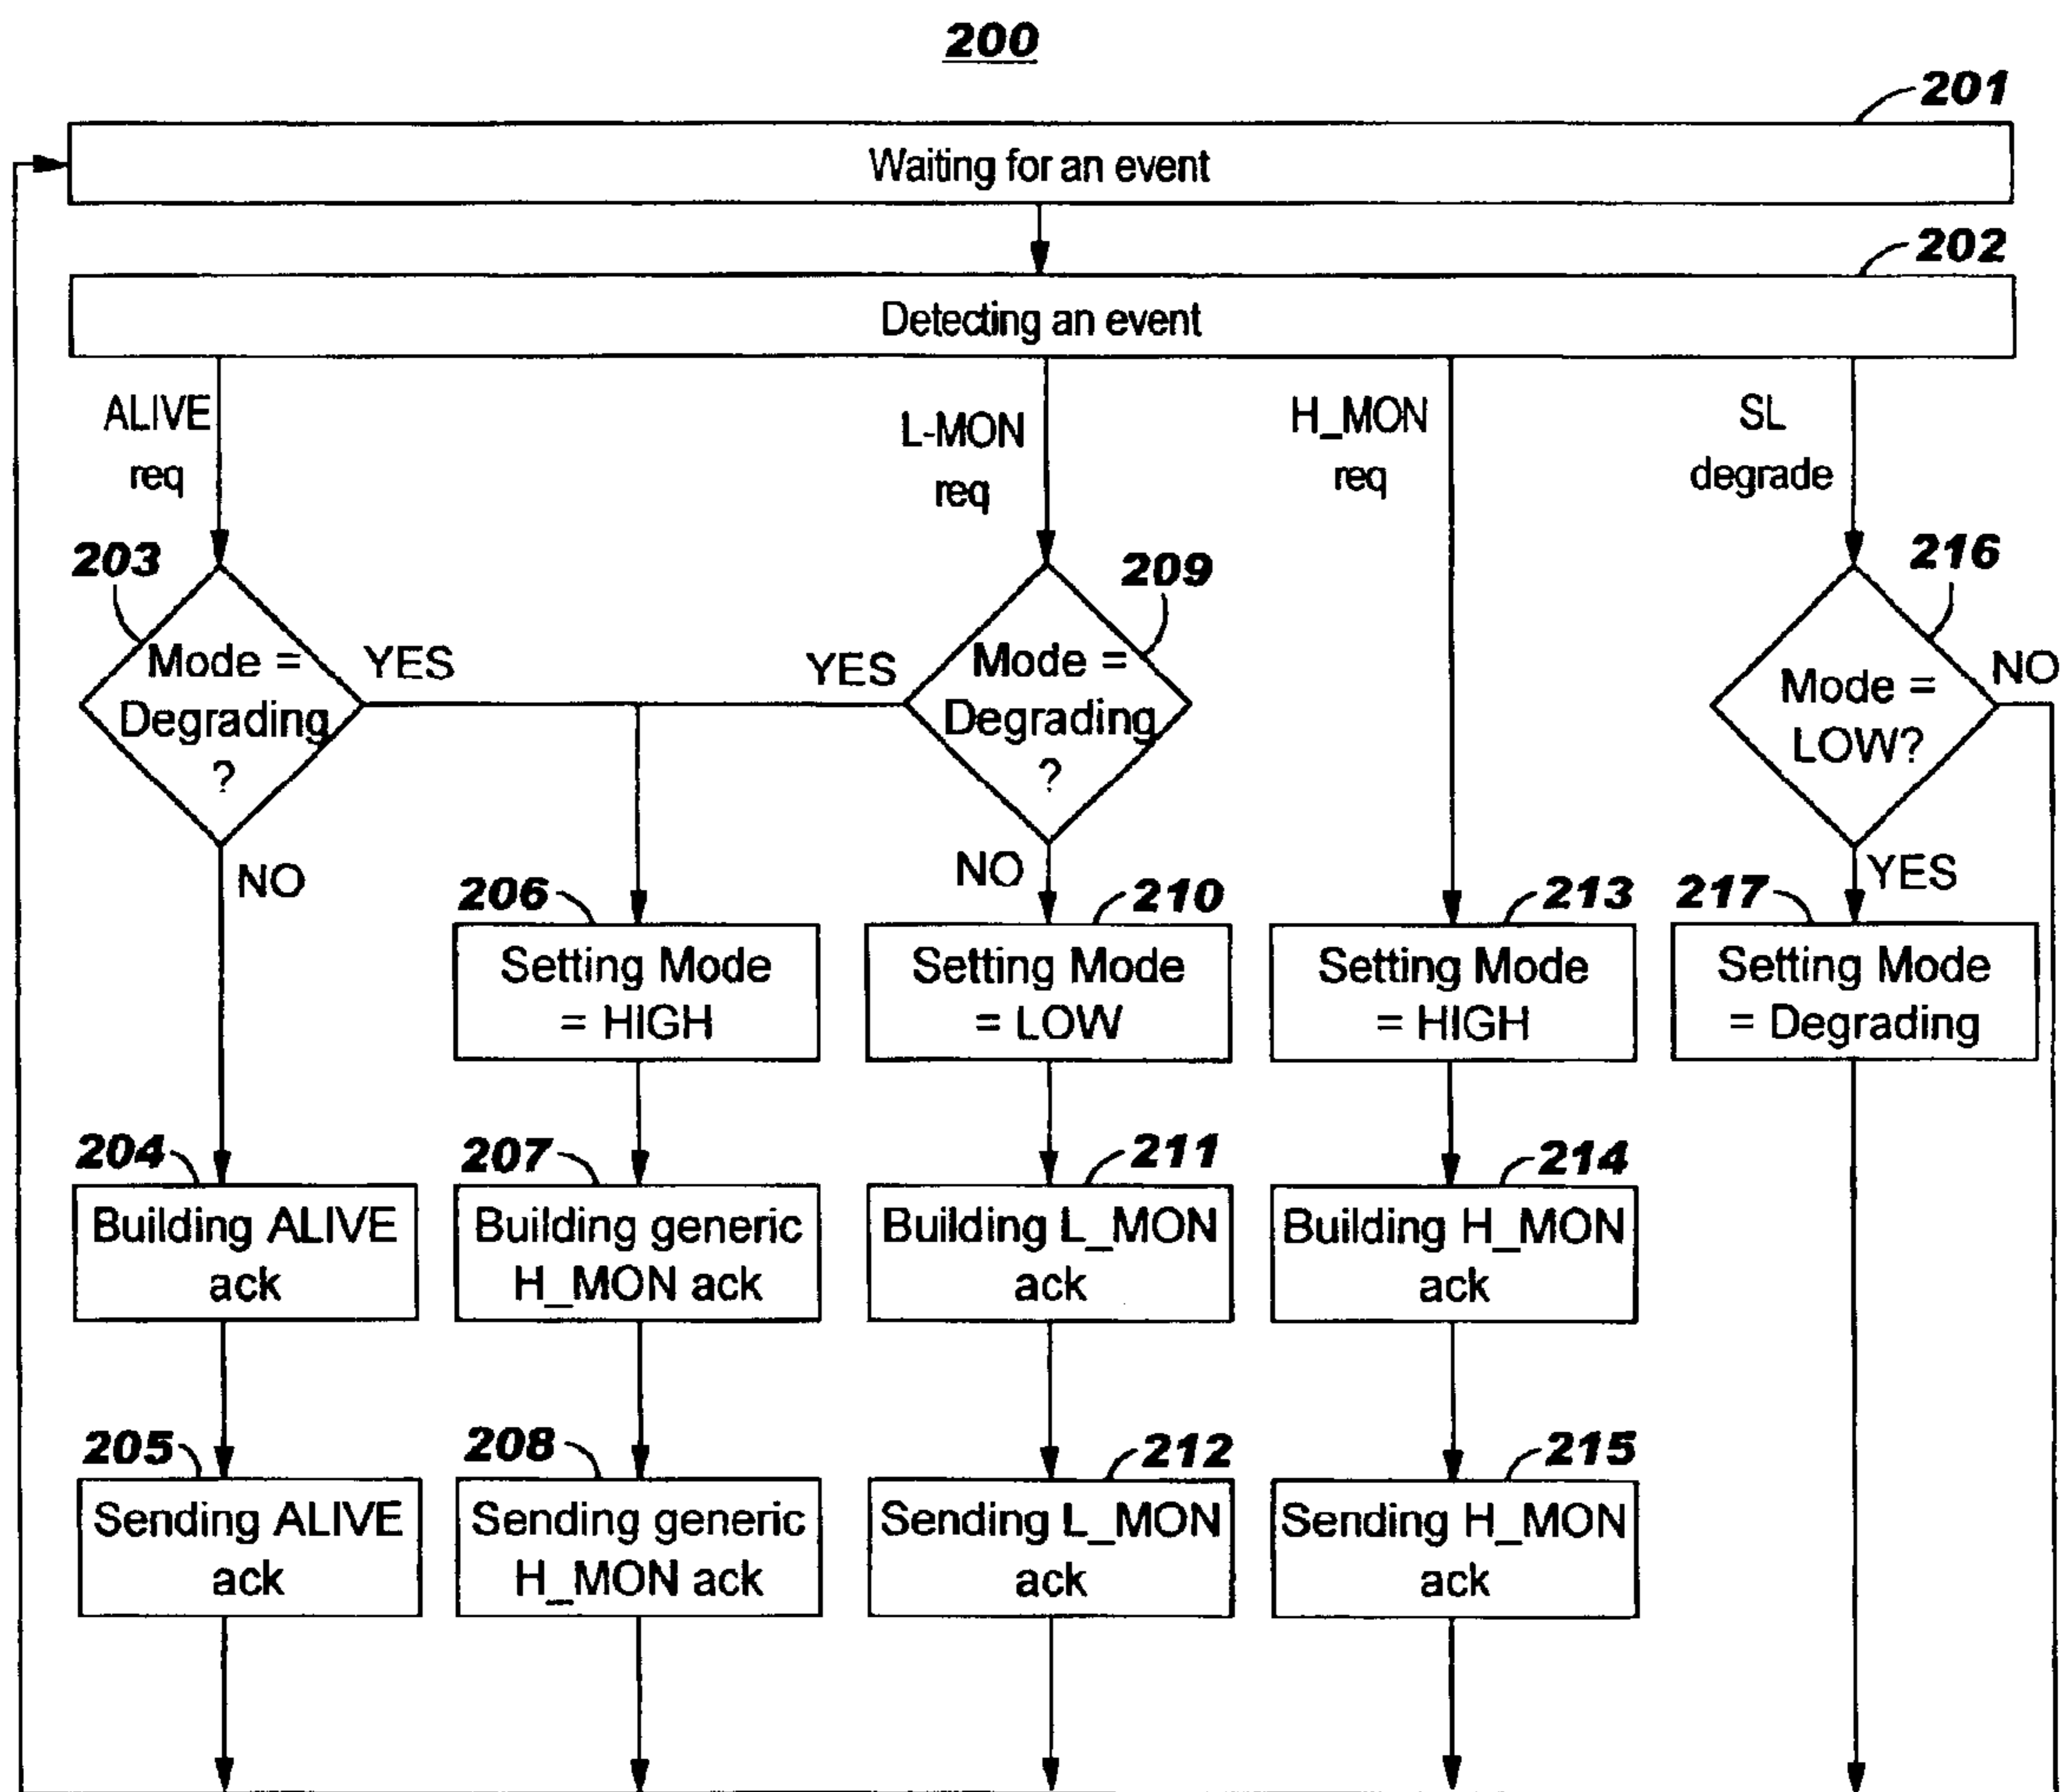 200
201
Waiting for an event
202
Detecting an event
ALIVE
req
L-MON
req
H_MON
req
SL
degrade
203
Mode =
Degrading
?
YES
NO
209
YES
Mode =
Degrading
?
NO
216
Mode =
LOW?
NO
YES
206
Setting Mode
= HIGH
210
Setting Mode
= LOW
213
Setting Mode
= HIGH
217
Setting Mode
= Degrading
204
Building ALIVE
ack
207
Building generic
H_MON ack
211
Building L_MON
ack
214
Building H_MON
ack
205
Sending ALIVE
ack
208
Sending generic
H_MON ack
212
Sending L_MON
ack
215
Sending H_MON
ack